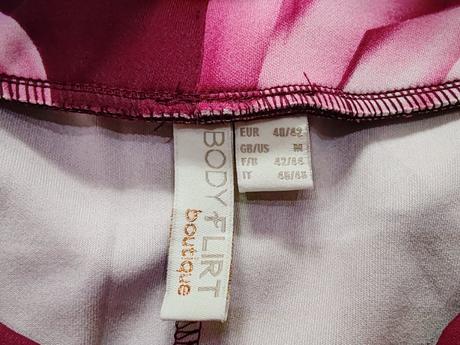 BODY FLIRT
boutique
EUR 40/42
GB/US M
F/B 42/44
IT 46/48